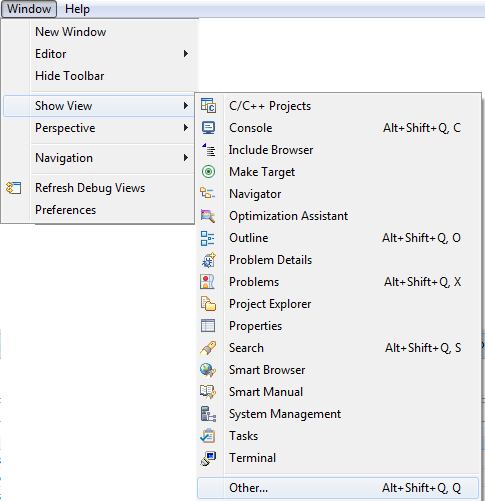 Window Help
New Window
Editor
Hide Toolbar
Show View
Perspective
Navigation
Refresh Debug Views
Preferences
C/C++ Projects
Console Alt+Shift+Q, C
Include Browser
Make Target
Navigator
Optimization Assistant
Outline Alt+Shift+Q, O
Problem Details
Problems Alt+Shift+Q, X
Project Explorer
Properties
Search Alt+Shift+Q, S
Smart Browser
Smart Manual
System Management
Tasks
Terminal
Other... Alt+Shift+Q, Q